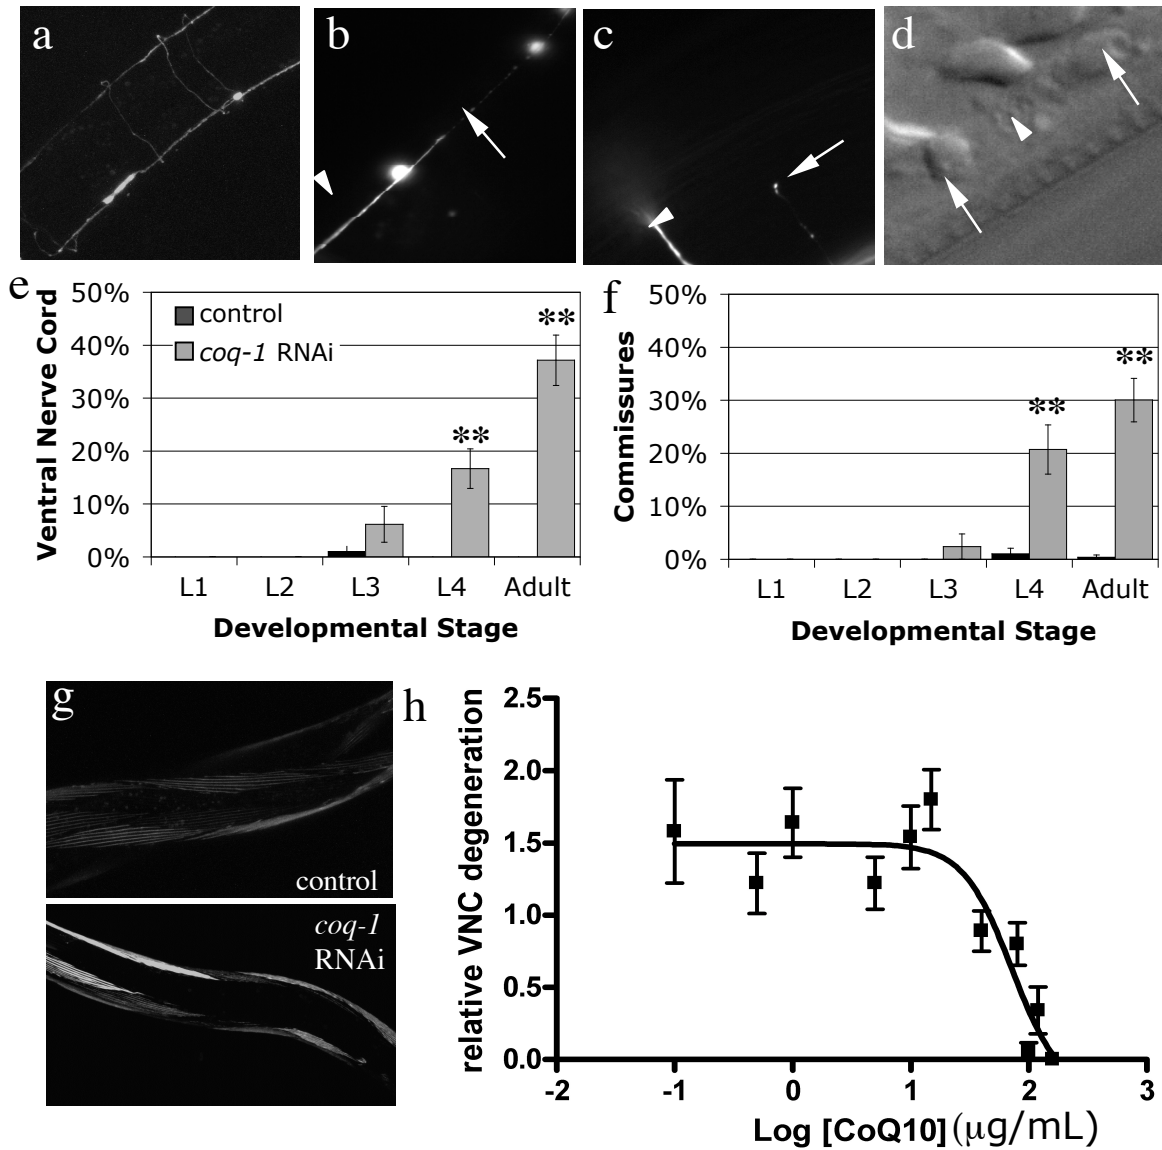 a
b
c
d
e
Ventral Nerve Cord
50%
40%
30%
20%
10%
0%
control
coq-1 RNAi
**
**
L1 L2 L3 L4 Adult
Developmental Stage
f
Commissures
50%
40%
30%
20%
10%
0%
**
**
L1 L2 L3 L4 Adult
Developmental Stage
g
control
coq-1
RNAi
h
relative VNC degeneration
2.5
2.0
1.5
1.0
0.5
0.0
-2 -1 0 1 2 3
Log [CoQ10] (μg/mL)